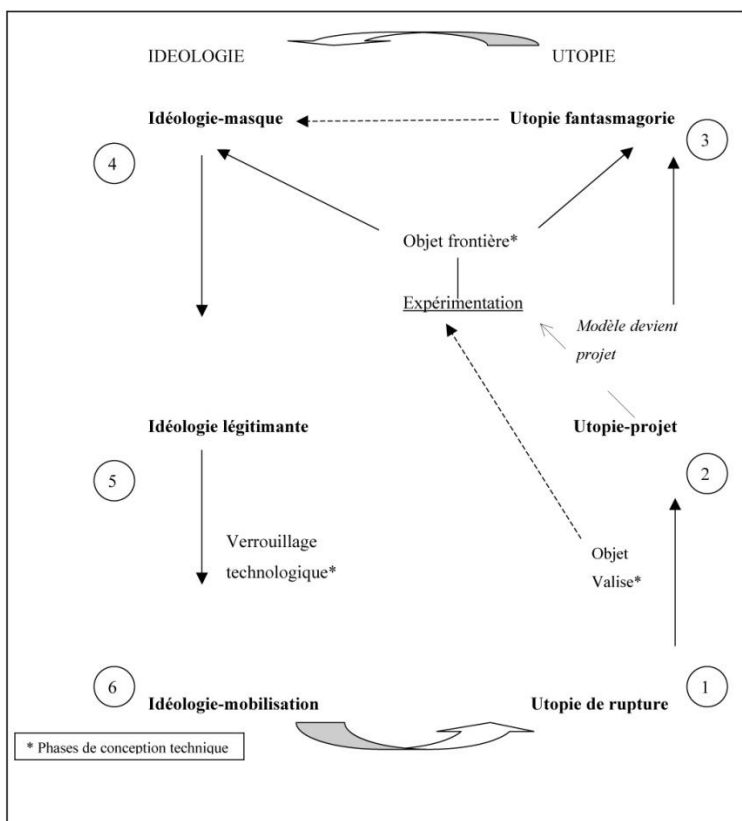 IDEOLOGIE
UTOPIE
Idéologie-masque
Utopie fantasmagorie
4
3
Objet frontière*
Expérimentation
Modèle devient
projet
Idéologie légitimante
Utopie-projet
5
2
Verrouillage
technologique*
Objet
Valise*
6
Idéologie-mobilisation
Utopie de rupture
1
* Phases de conception technique